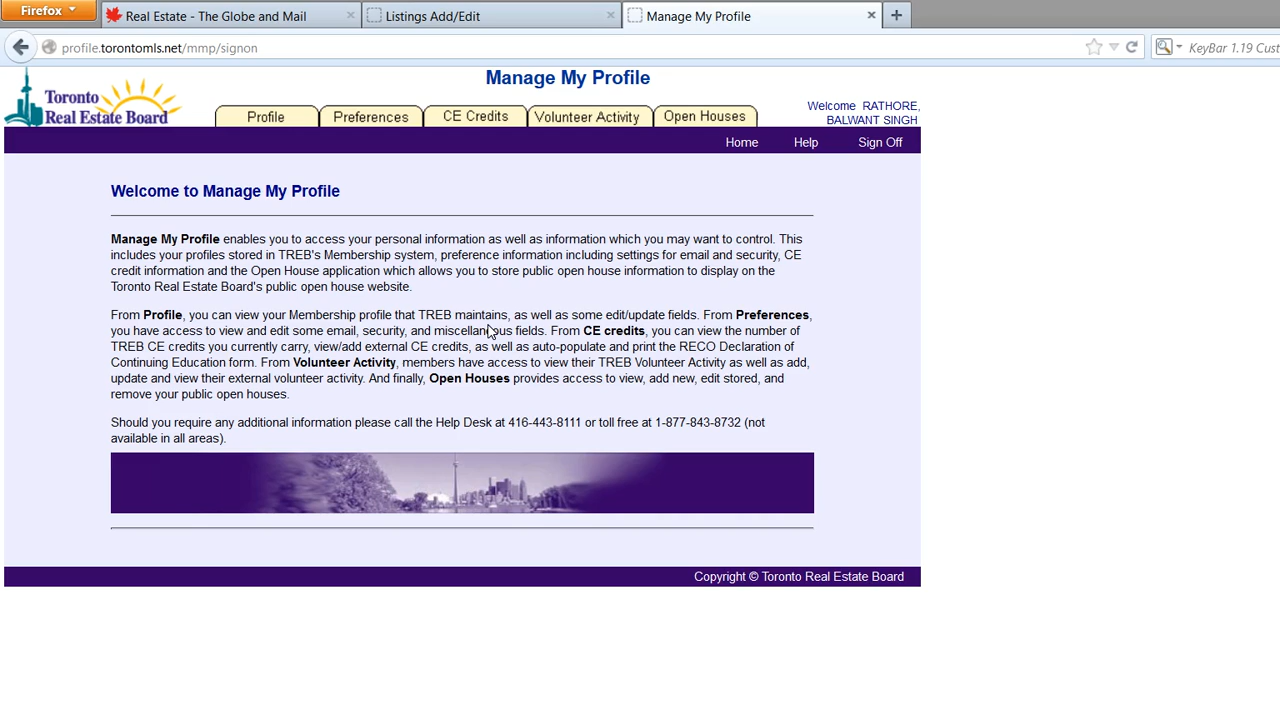 Firefox
Real Estate - The Globe and Mail
Listings Add/Edit
Manage My Profile
profile.torontomls.net/mmp/signon
KeyBar 1.19 Cust
Toronto
Real Estate Board
Manage My Profile
Profile
Preferences
CE Credits
Volunteer Activity
Open Houses
Welcome RATHORE,
BALWANT SINGH
Home Help Sign Off
Welcome to Manage My Profile
Manage My Profile enables you to access your personal information as well as information which you may want to control. This
includes your profiles stored in TREB's Membership system, preference information including settings for email and security, CE
credit information and the Open House application which allows you to store public open house information to display on the
Toronto Real Estate Board's public open house website.
From Profile, you can view your Membership profile that TREB maintains, as well as some edit/update fields. From Preferences,
you have access to view and edit some email, security, and miscellaneous fields. From CE credits, you can view the number of
TREB CE credits you currently carry, view/add external CE credits, as well as auto-populate and print the RECO Declaration of
Continuing Education form. From Volunteer Activity, members have access to view their TREB Volunteer Activity as well as add,
update and view their external volunteer activity. And finally, Open Houses provides access to view, add new, edit stored, and
remove your public open houses.
Should you require any additional information please call the Help Desk at 416-443-8111 or toll free at 1-877-843-8732 (not
available in all areas).
Copyright © Toronto Real Estate Board